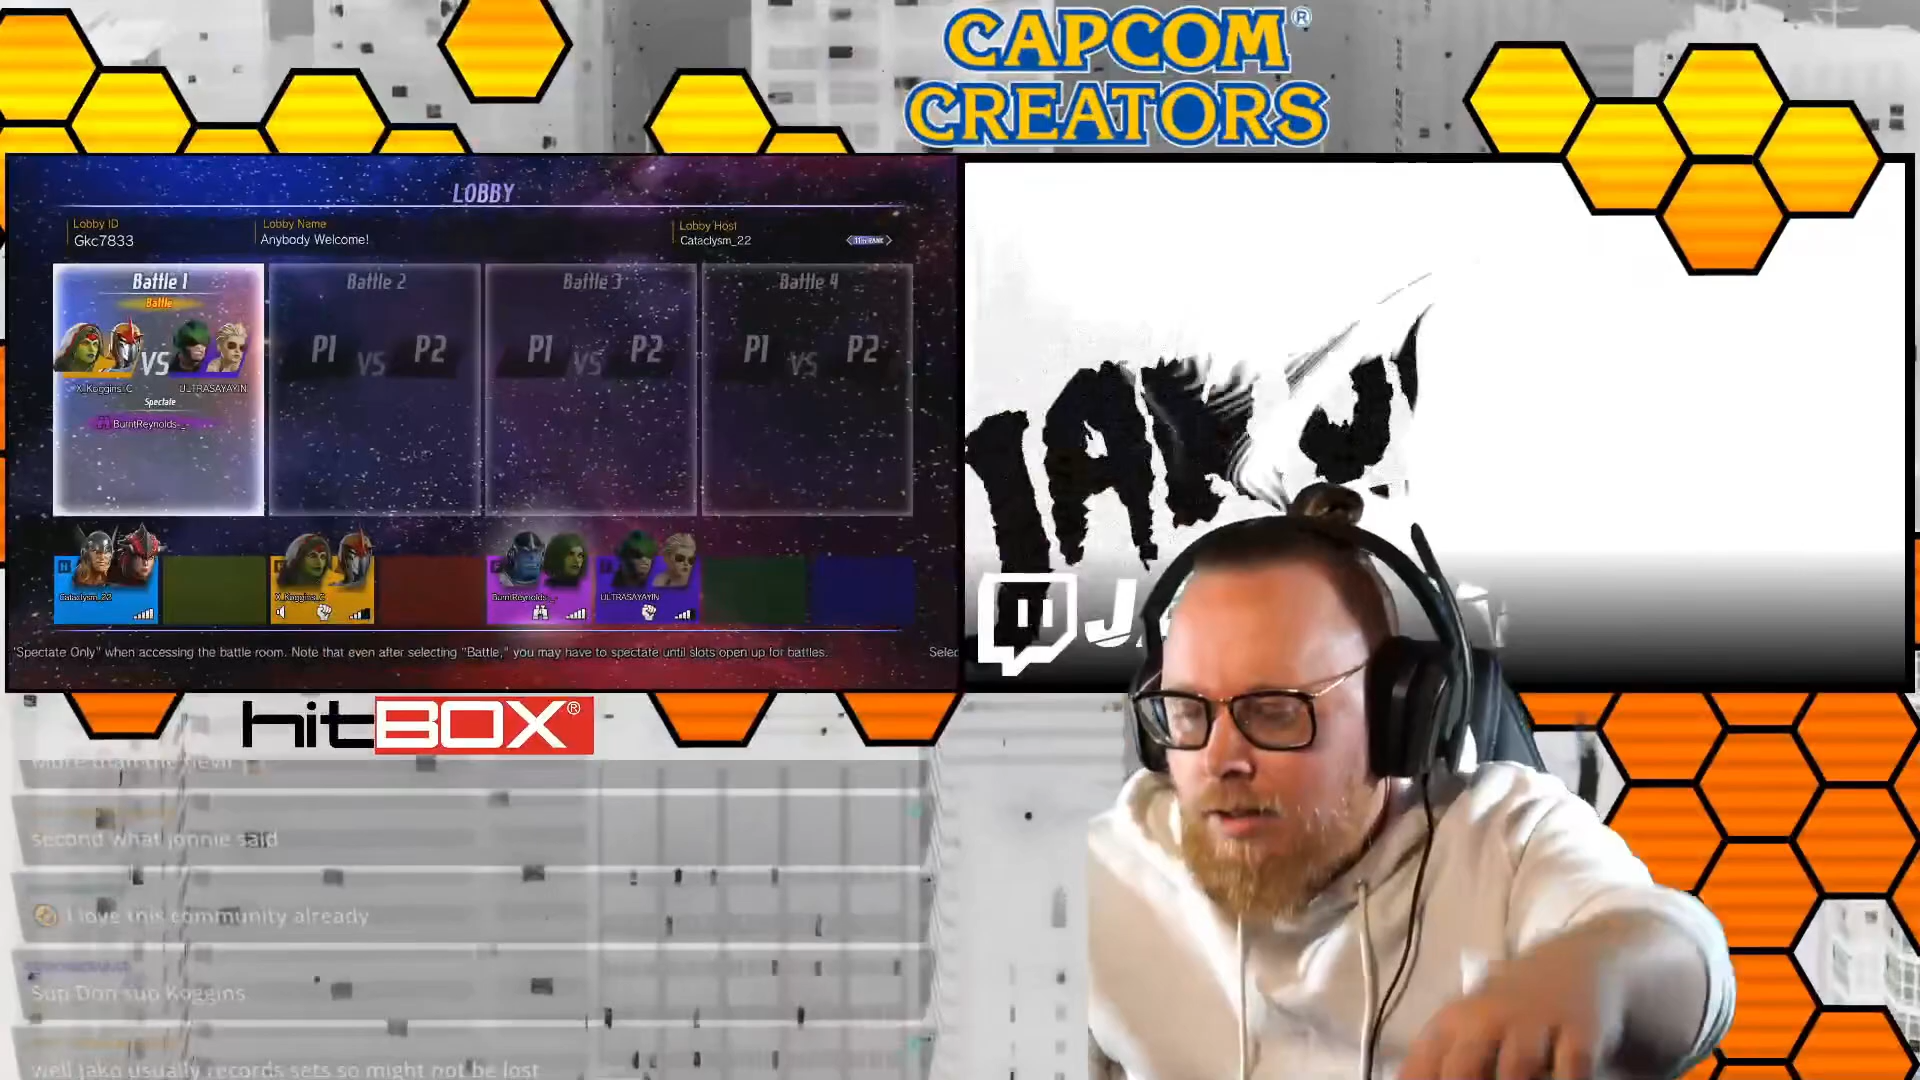 CAPCOM®
CREATORS
LOBBY
Lobby ID
Gkc7833
Lobby Name
Anybody Welcome!
Lobby Host
Cataclysm_22
Battle 1
Battle
VS
X_Koggins_C
ULTRASAYAYIN
Spectate
BurntReynolds-_-
Battle 2
P1 VS P2
Battle 3
P1 VS P2
Battle 4
P1 VS P2
Cataclysm_22
X_Koggins_C
BurntReynolds-_-
ULTRASAYAYIN
"Spectate Only" when accessing the battle room. Note that even after selecting "Battle," you may have to spectate until slots open up for battles.
Selec
J
hitBOX®
more than the
second what jonnie said
I love this community already
Sup Don sup Koggins
well jako usually records sets so might not be lost